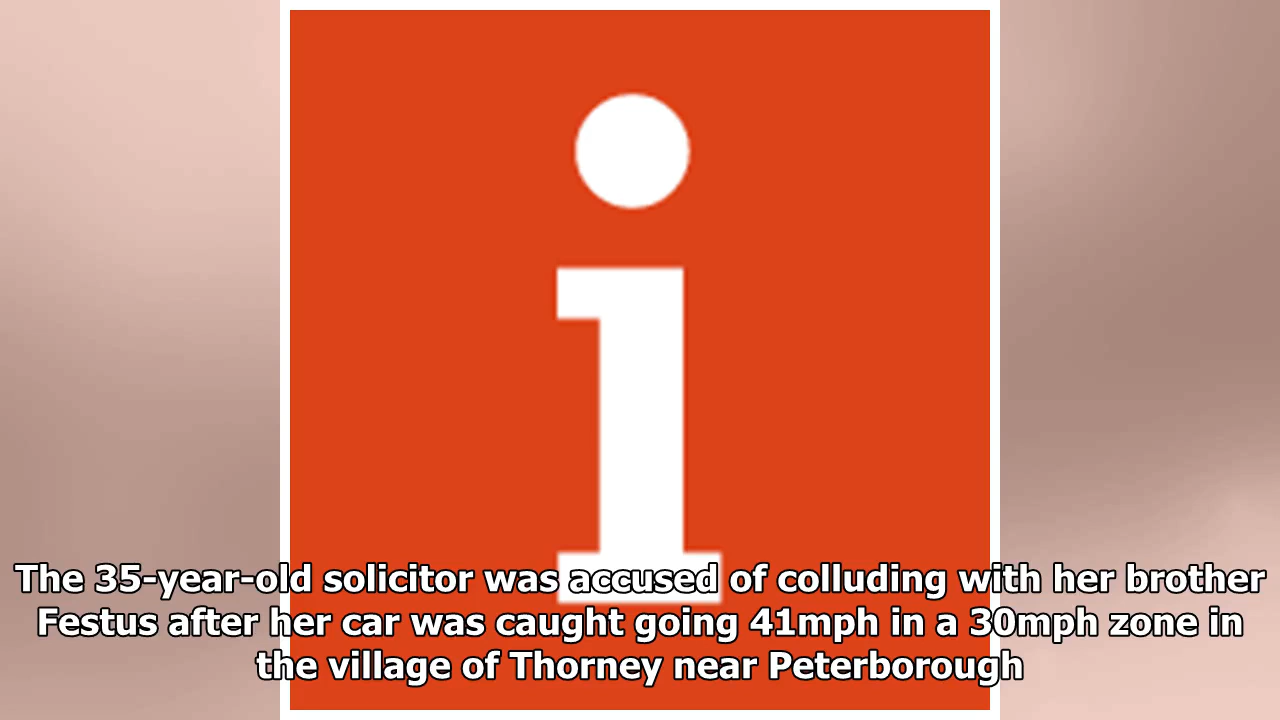 i
The 35-year-old solicitor was accused of colluding with her brother
Festus after her car was caught going 41mph in a 30mph zone in
the village of Thorney near Peterborough